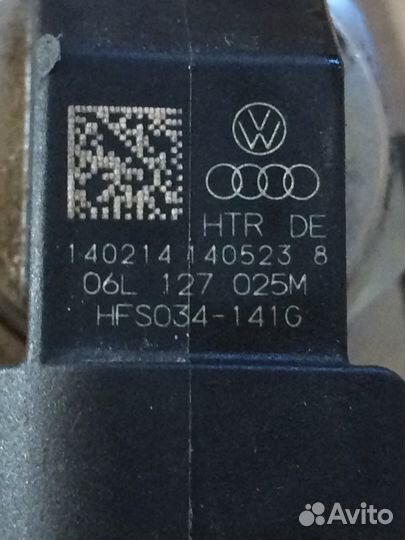 HTR DE
140214 140523 8
06L 127 025M
HFS034-141G
Avito